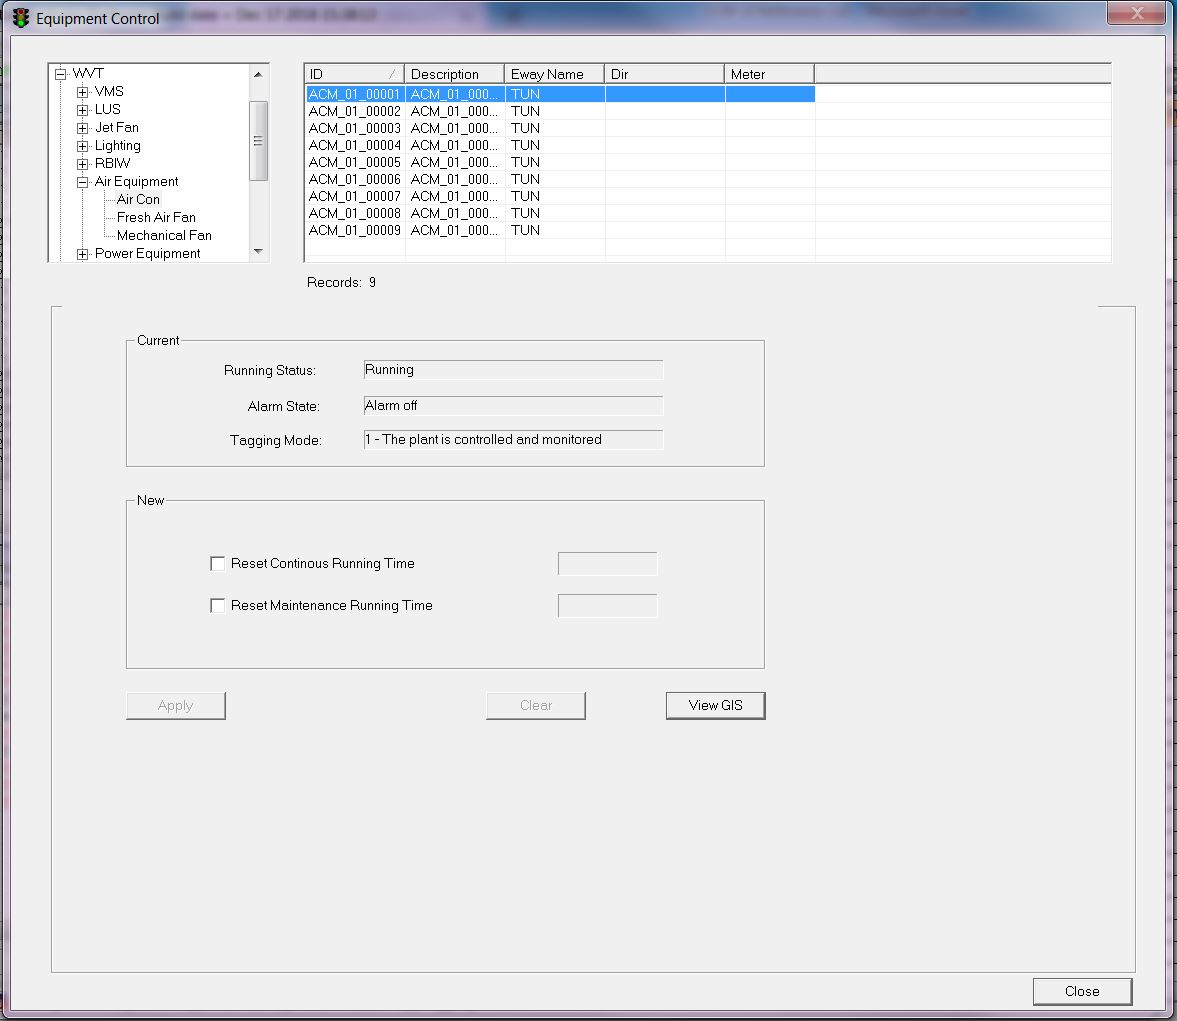 Equipment Control
WVT
VMS
LUS
Jet Fan
Lighting
RBIW
Air Equipment
Air Con
Fresh Air Fan
Mechanical Fan
Power Equipment
ID Description Eway Name Dir Meter
ACM_01_00001 ACM_01_000... TUN
ACM_01_00002 ACM_01_000... TUN
ACM_01_00003 ACM_01_000... TUN
ACM_01_00004 ACM_01_000... TUN
ACM_01_00005 ACM_01_000... TUN
ACM_01_00006 ACM_01_000... TUN
ACM_01_00007 ACM_01_000... TUN
ACM_01_00008 ACM_01_000... TUN
ACM_01_00009 ACM_01_000... TUN
Records: 9
Current
Running Status: Running
Alarm State: Alarm off
Tagging Mode: 1 - The plant is controlled and monitored
New
Reset Continous Running Time
Reset Maintenance Running Time
Apply Clear View GIS
Close